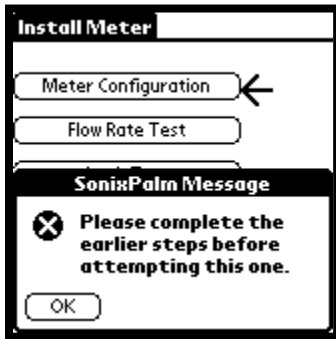 Install Meter
Meter Configuration
Flow Rate Test
SonixPalm Message
Please complete the
earlier steps before
attempting this one.
OK